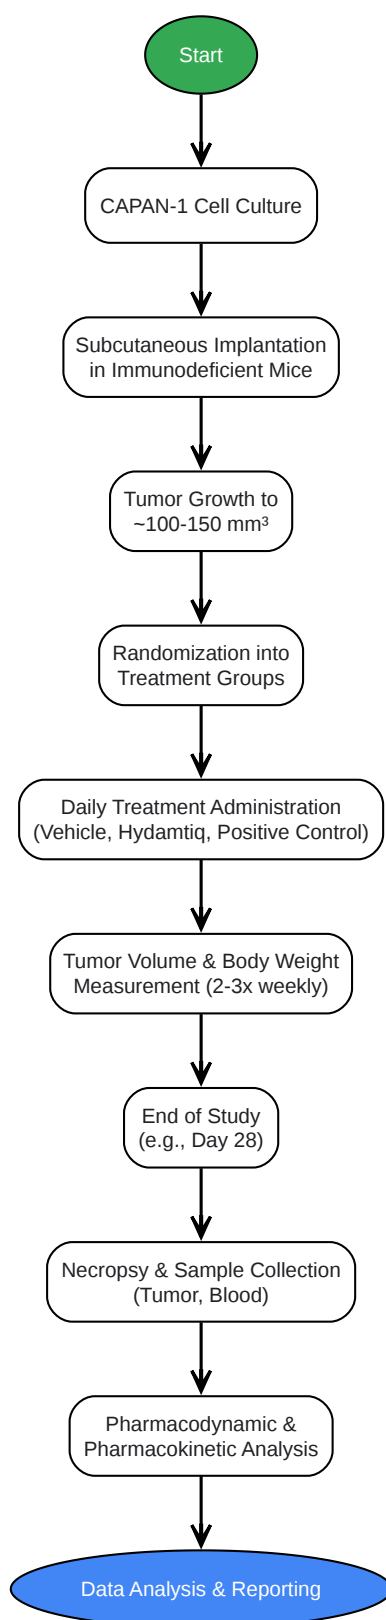 Start
CAPAN-1 Cell Culture
Subcutaneous Implantation
in Immunodeficient Mice
Tumor Growth to
~100-150 mm³
Randomization into
Treatment Groups
Daily Treatment Administration
(Vehicle, Hydamtiq, Positive Control)
Tumor Volume & Body Weight
Measurement (2-3x weekly)
End of Study
(e.g., Day 28)
Necropsy & Sample Collection
(Tumor, Blood)
Pharmacodynamic &
Pharmacokinetic Analysis
Data Analysis & Reporting